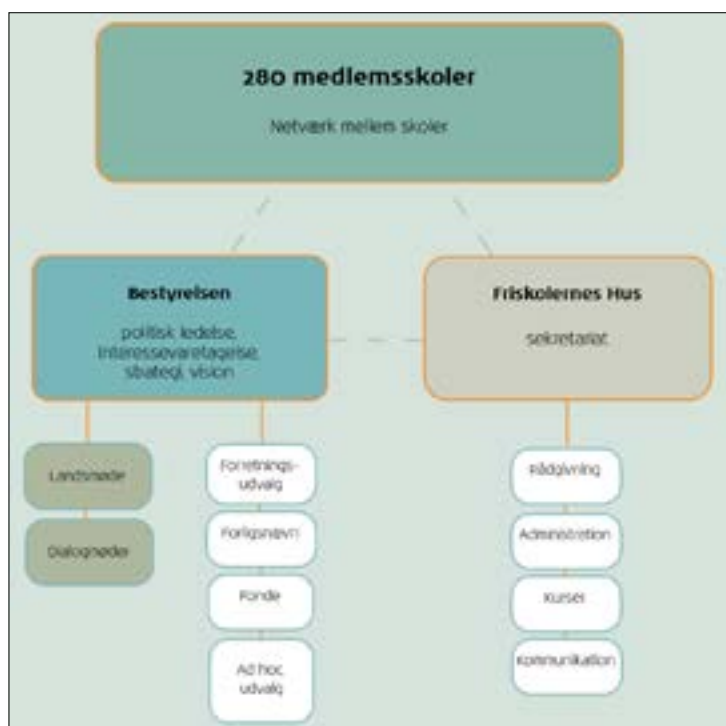 280 medlemsskoler
Netværk mellem skoler
Bestyrelsen
politisk ledelse,
Interessevaretagelse,
strategi, vision
Friskolernes Hus
sekretariat
Landsmøde
Dialogmøder
Forretnings-
udvalg
Forligsnævn
Fonde
Ad hoc
udvalg
Rådgivning
Administration
Kurser
Kommunikation